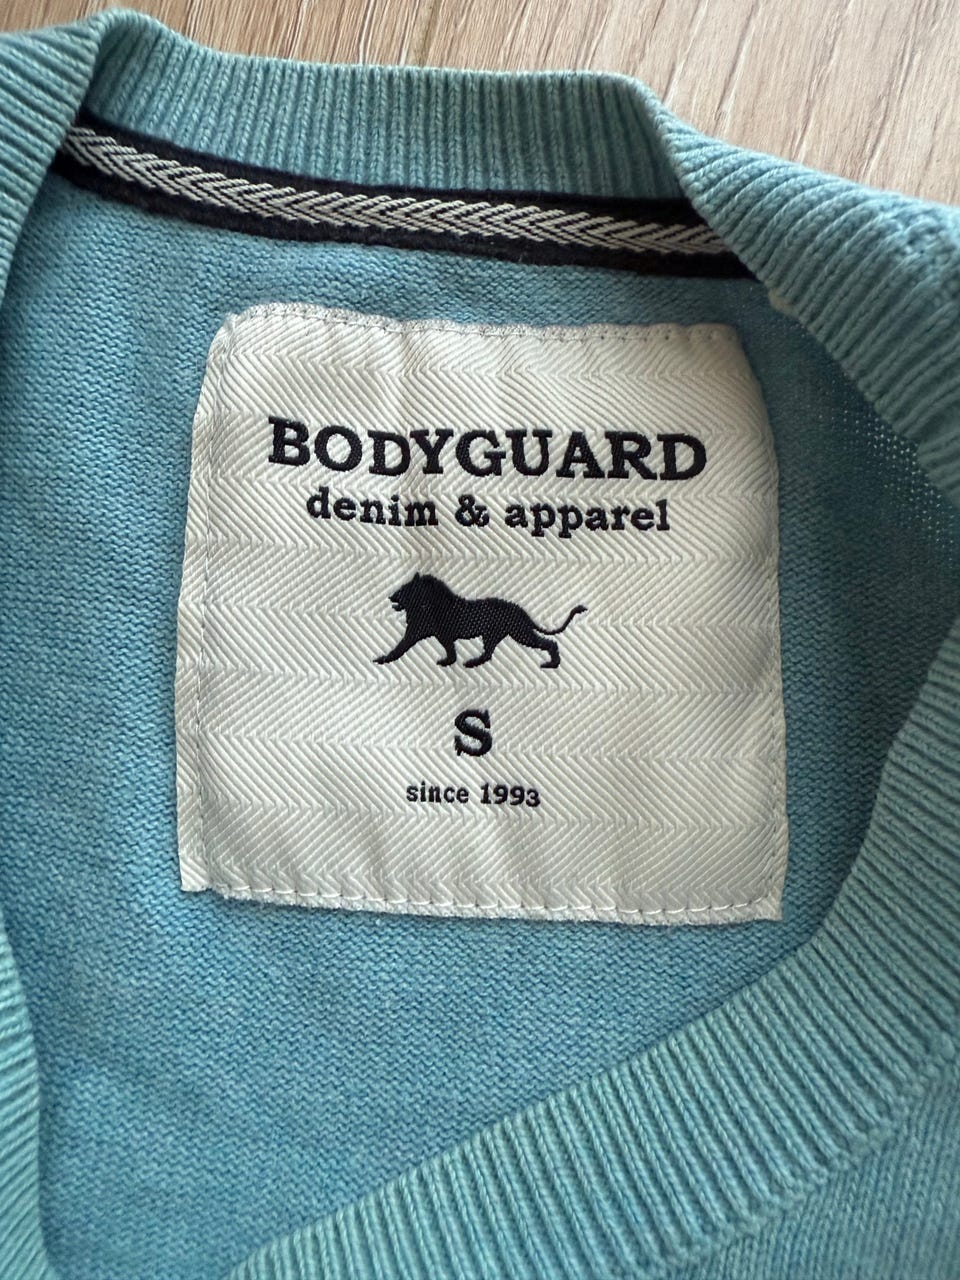 BODYGUARD
denim & apparel
S
since 1993